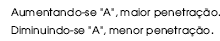 Aumentando-se "A", maior penetração.
Diminuindo-se "A", menor penetração.